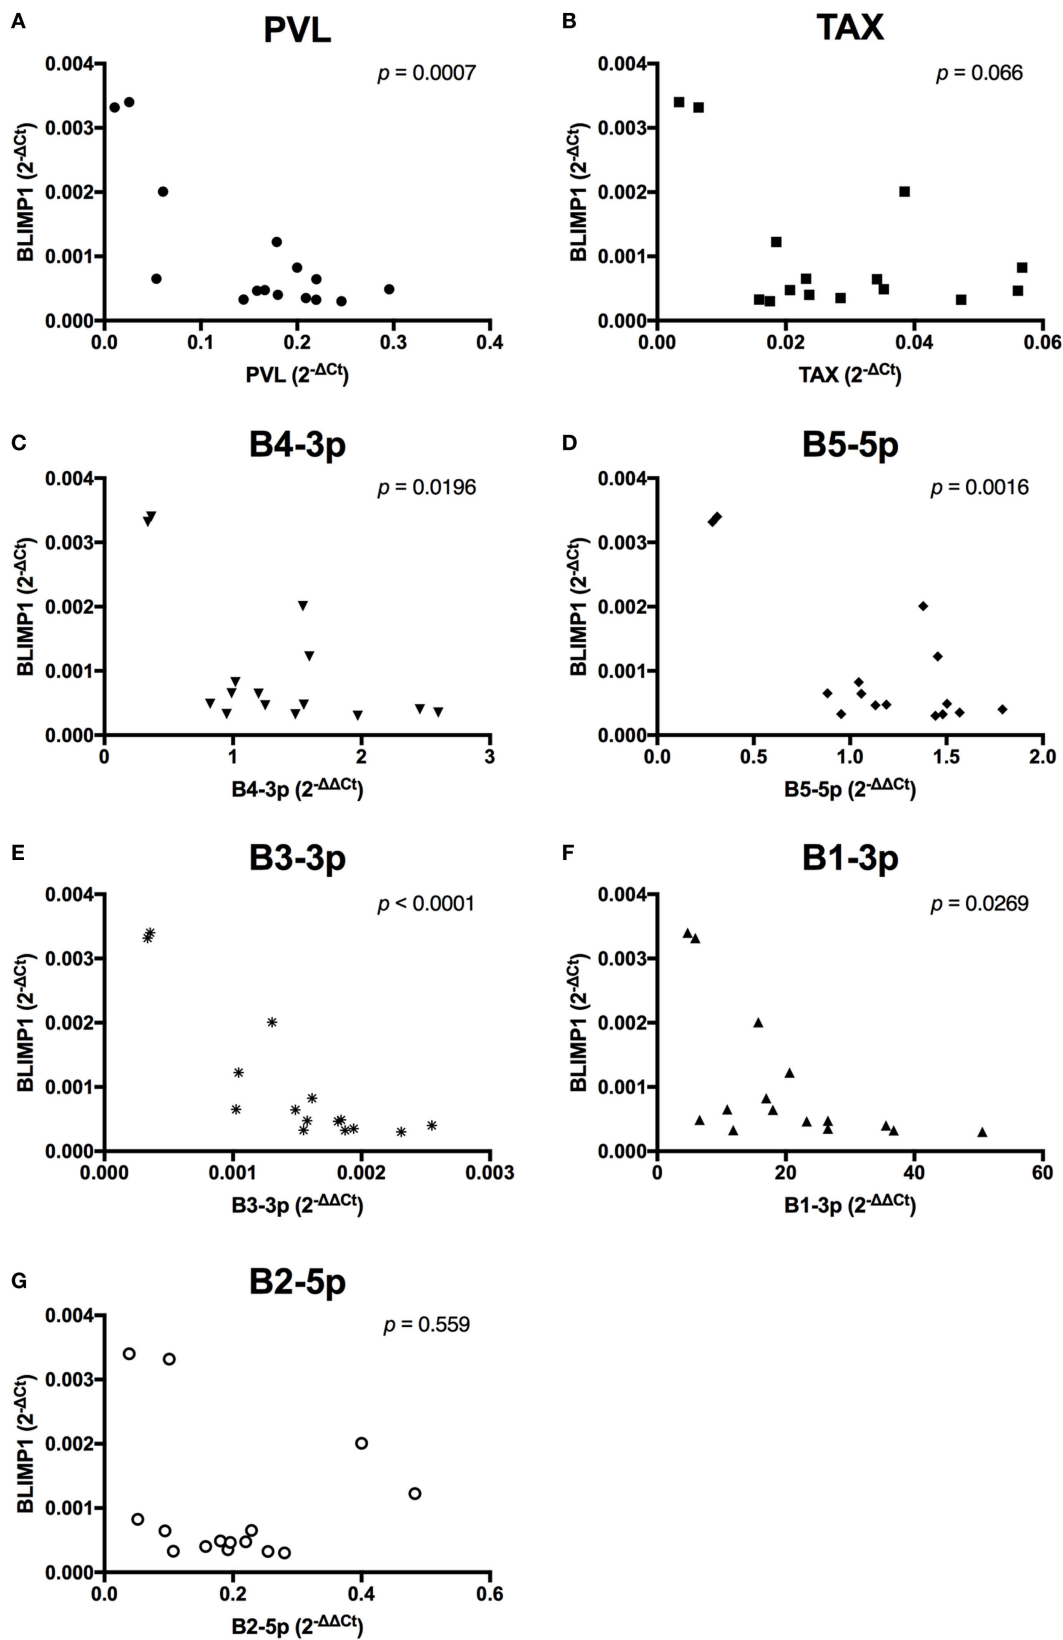 A
PVL
p = 0.0007
BLIMP1 (2-ΔCt)
0.004
0.003
0.002
0.001
0.000
0.0 0.1 0.2 0.3 0.4
PVL (2-ΔCt)
B
TAX
p = 0.066
BLIMP1 (2-ΔCt)
0.004
0.003
0.002
0.001
0.000
0.00 0.02 0.04 0.06
TAX (2-ΔCt)
C
B4-3p
p = 0.0196
BLIMP1 (2-ΔCt)
0.004
0.003
0.002
0.001
0.000
0 1 2 3
B4-3p (2-ΔΔCt)
D
B5-5p
p = 0.0016
BLIMP1 (2-ΔCt)
0.004
0.003
0.002
0.001
0.000
0.0 0.5 1.0 1.5 2.0
B5-5p (2-ΔΔCt)
E
B3-3p
p < 0.0001
BLIMP1 (2-ΔCt)
0.004
0.003
0.002
0.001
0.000
0.000 0.001 0.002 0.003
B3-3p (2-ΔΔCt)
F
B1-3p
p = 0.0269
BLIMP1 (2-ΔCt)
0.004
0.003
0.002
0.001
0.000
0 20 40 60
B1-3p (2-ΔΔCt)
G
B2-5p
p = 0.559
BLIMP1 (2-ΔCt)
0.004
0.003
0.002
0.001
0.000
0.0 0.2 0.4 0.6
B2-5p (2-ΔΔCt)